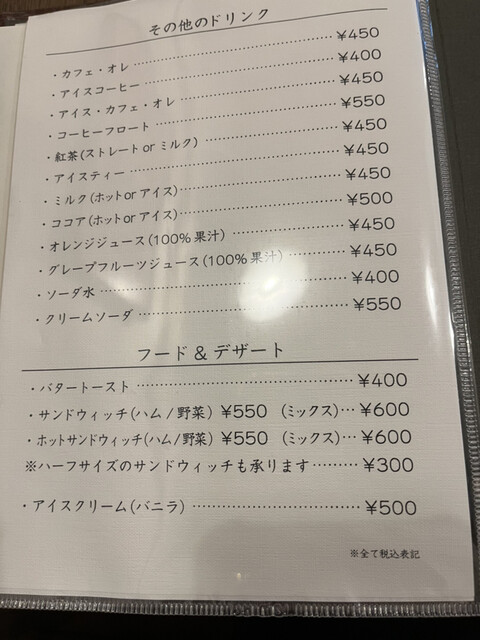 その他のドリンク
・カフェ・オレ…………¥450
・アイスコーヒー…………¥400
・アイス・カフェ・オレ…………¥450
・コーヒーフロート…………¥550
・紅茶(ストレートorミルク)…………¥450
・アイスティー…………¥450
・ミルク(ホットorアイス)…………¥450
・ココア(ホットorアイス)…………¥500
・オレンジジュース(100%果汁)…………¥450
・グレープフルーツジュース(100%果汁)…………¥450
・ソーダ水…………¥400
・クリームソーダ…………¥550
フード & デザート
・バタートースト…………¥400
・サンドウィッチ(ハム/野菜) ¥550 (ミックス)…¥600
・ホットサンドウィッチ(ハム/野菜) ¥550 (ミックス)…¥600
※ハーフサイズのサンドウィッチも承ります………¥300
・アイスクリーム(バニラ)…………¥500
※全て税込表記